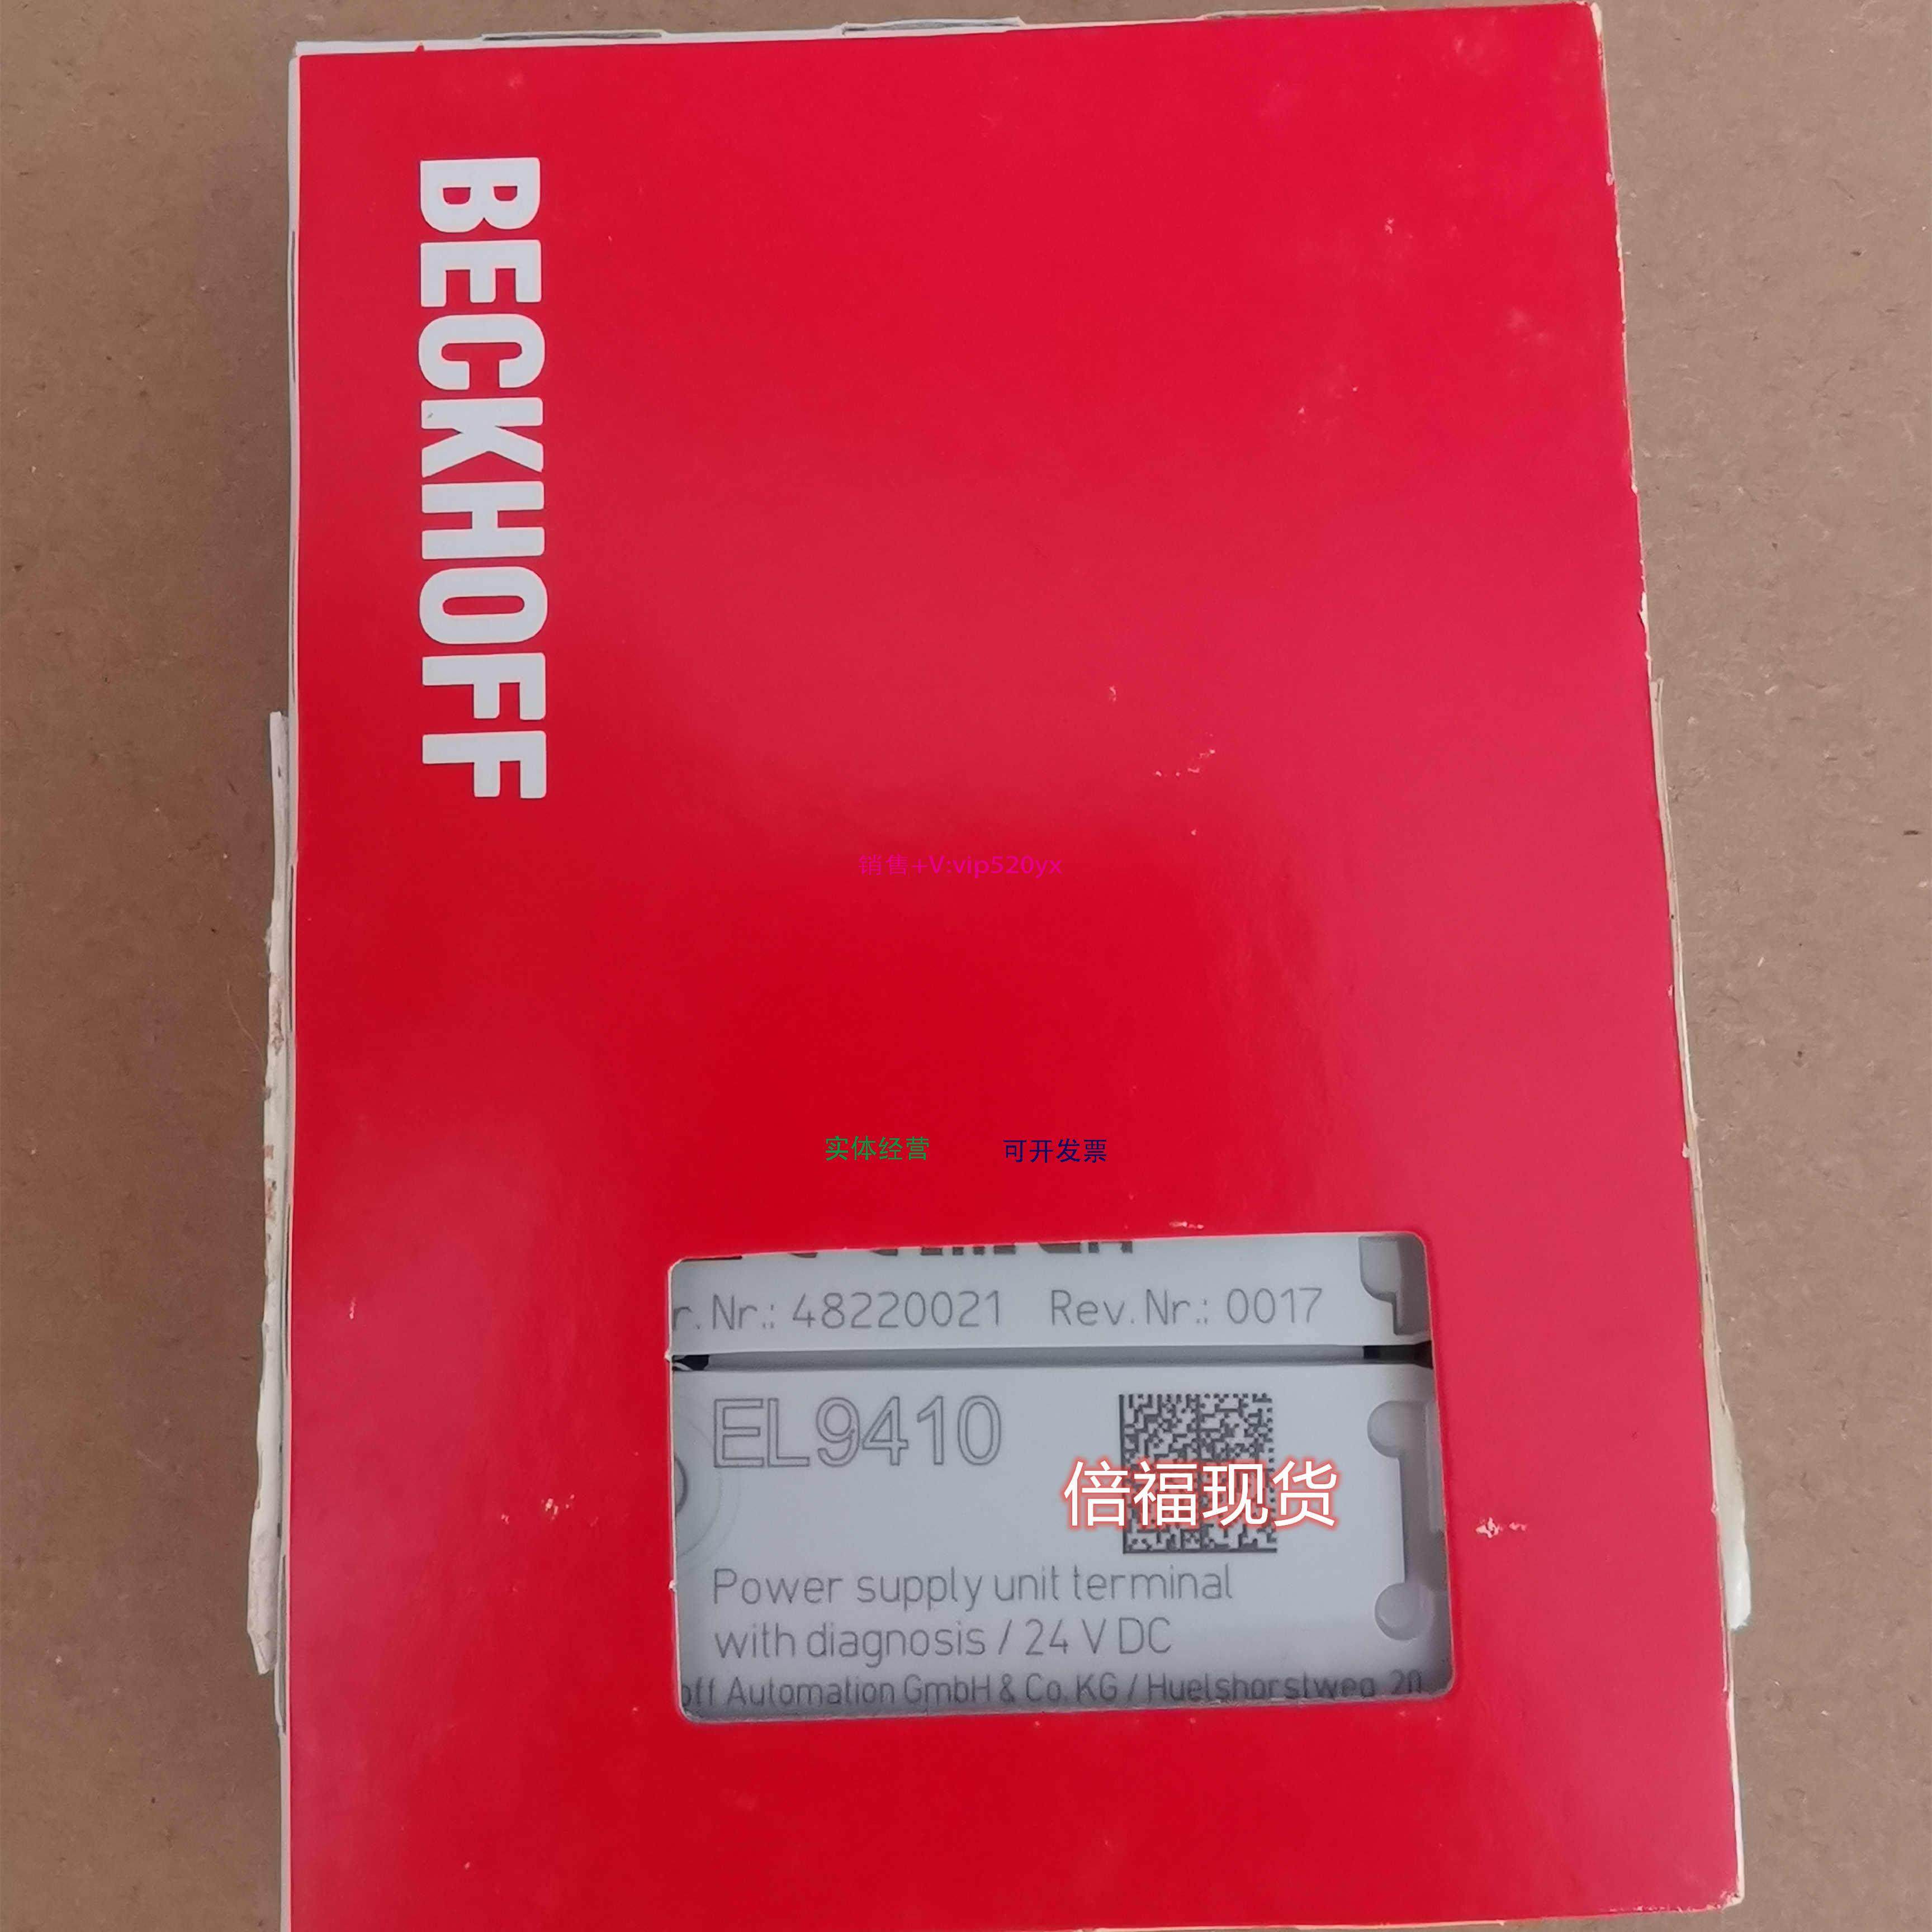 BECKHOFF
销售+V:vip520yx
实体经营 可开发票
r. Nr.: 48220021 Rev. Nr.: 0017
EL9410
倍福现货
Power supply unit terminal
with diagnosis / 24 V DC
off Automation GmbH & Co. KG / Huelshorstweg 20